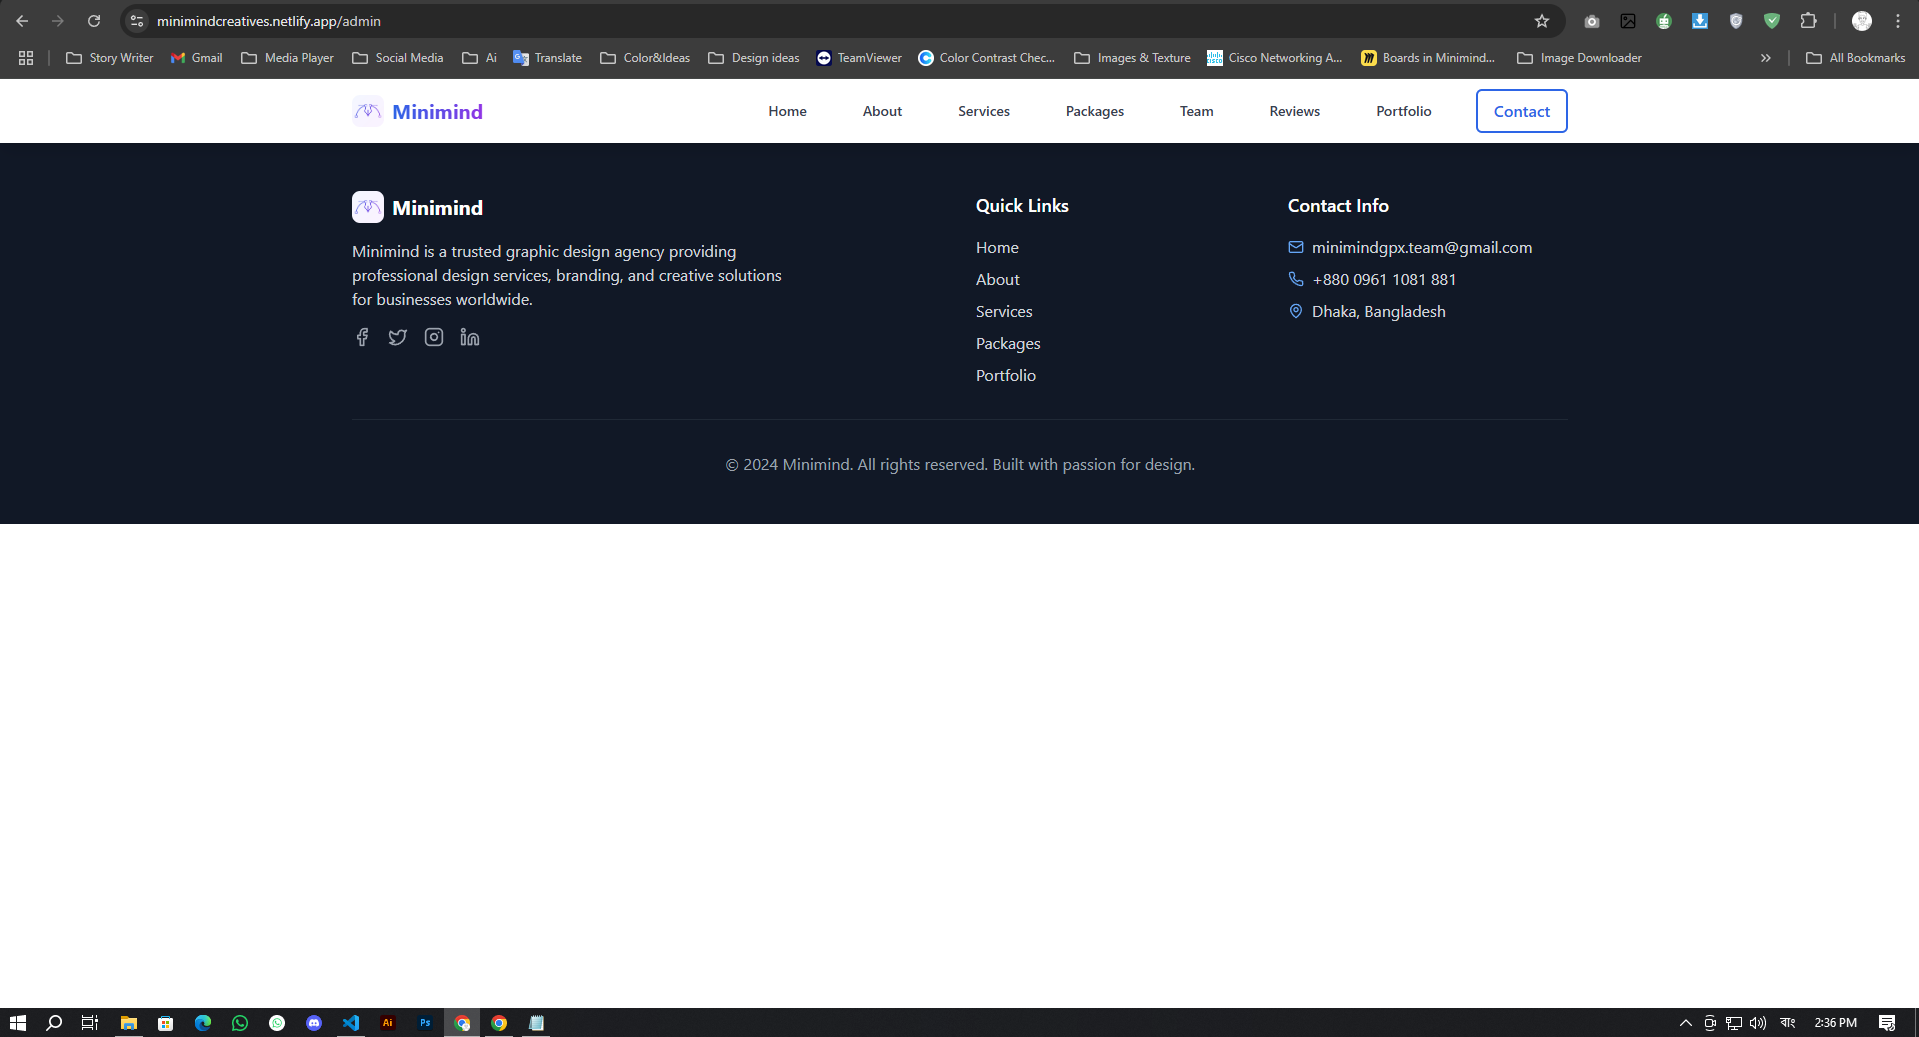 minimindcreatives.netlify.app/admin
Story Writer
Gmail
Media Player
Social Media
Ai
Translate
Color&Ideas
Design ideas
TeamViewer
Color Contrast Chec...
Images & Texture
Cisco Networking A...
Boards in Minimind...
Image Downloader
All Bookmarks
Minimind
Home
About
Services
Packages
Team
Reviews
Portfolio
Contact
Minimind
Minimind is a trusted graphic design agency providing
professional design services, branding, and creative solutions
for businesses worldwide.
Quick Links
Home
About
Services
Packages
Portfolio
Contact Info
minimindgpx.team@gmail.com
+880 0961 1081 881
Dhaka, Bangladesh
© 2024 Minimind. All rights reserved. Built with passion for design.
Ai
Ps
বাং
2:36 PM